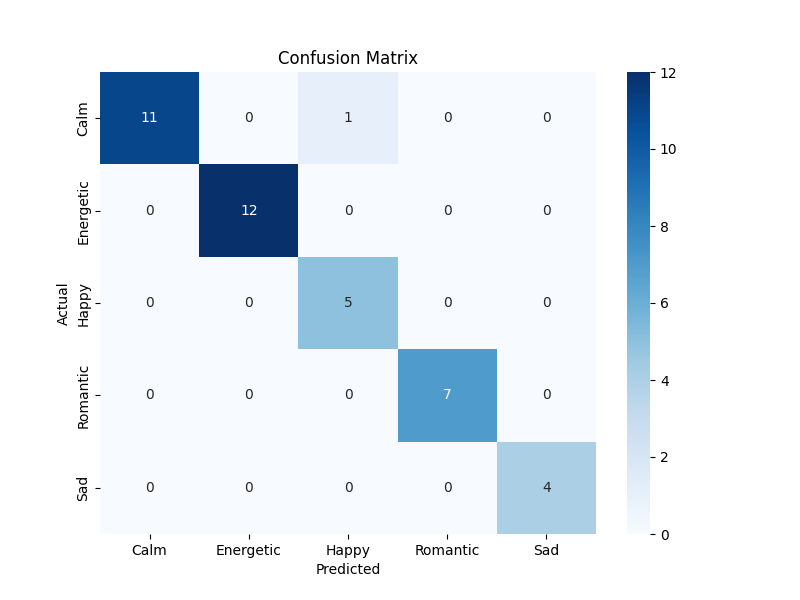 Confusion Matrix
Calm 11 0 1 0 0
Energetic 0 12 0 0 0
Happy 0 0 5 0 0
Romantic 0 0 0 7 0
Sad 0 0 0 0 4
Actual
Calm Energetic Happy Romantic Sad
Predicted
12
10
8
6
4
2
0